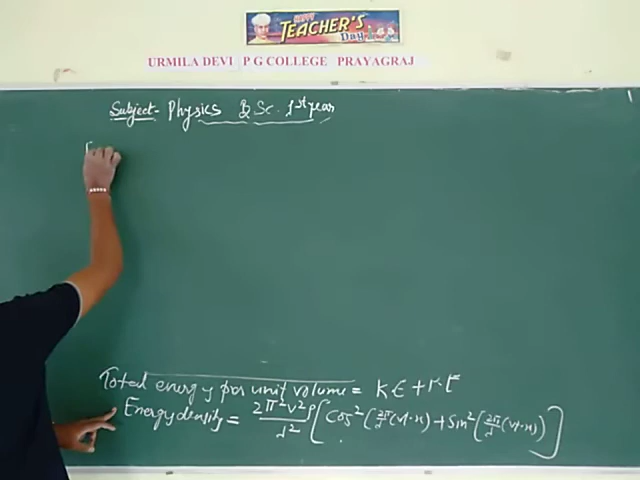 HAPPY
TEACHER'S
Day
URMILA DEVI P G COLLEGE PRAYAGRAJ
Subject- Physics B.Sc. 1st year
Total energy per unit volume = K.E + P.E
Energy density = 2π²v²ρ/λ² [Cos² (2π/λ (vt-x) + Sin² (2π/λ (vt-x))]